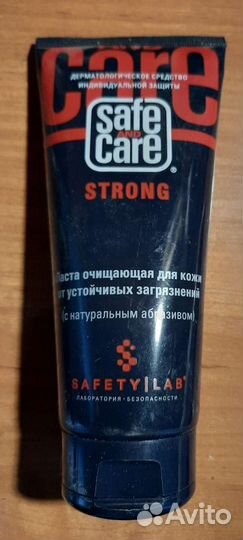 care
ДЕРМАТОЛОГИЧЕСКОЕ СРЕДСТВО
ИНДИВИДУАЛЬНОЙ ЗАЩИТЫ
safe
AND
care®
STRONG
Паста очищающая для кожи
от устойчивых загрязнений
(с натуральным абразивом)
SAFETY|LAB®
ЛАБОРАТОРИЯ·БЕЗОПАСНОСТИ
Avito